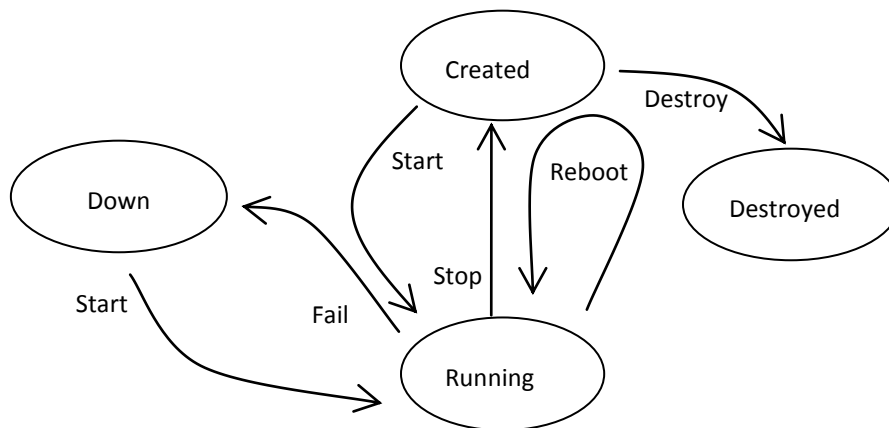 Created
Destroy
Start
Reboot
Down
Destroyed
Stop
Start
Fail
Running